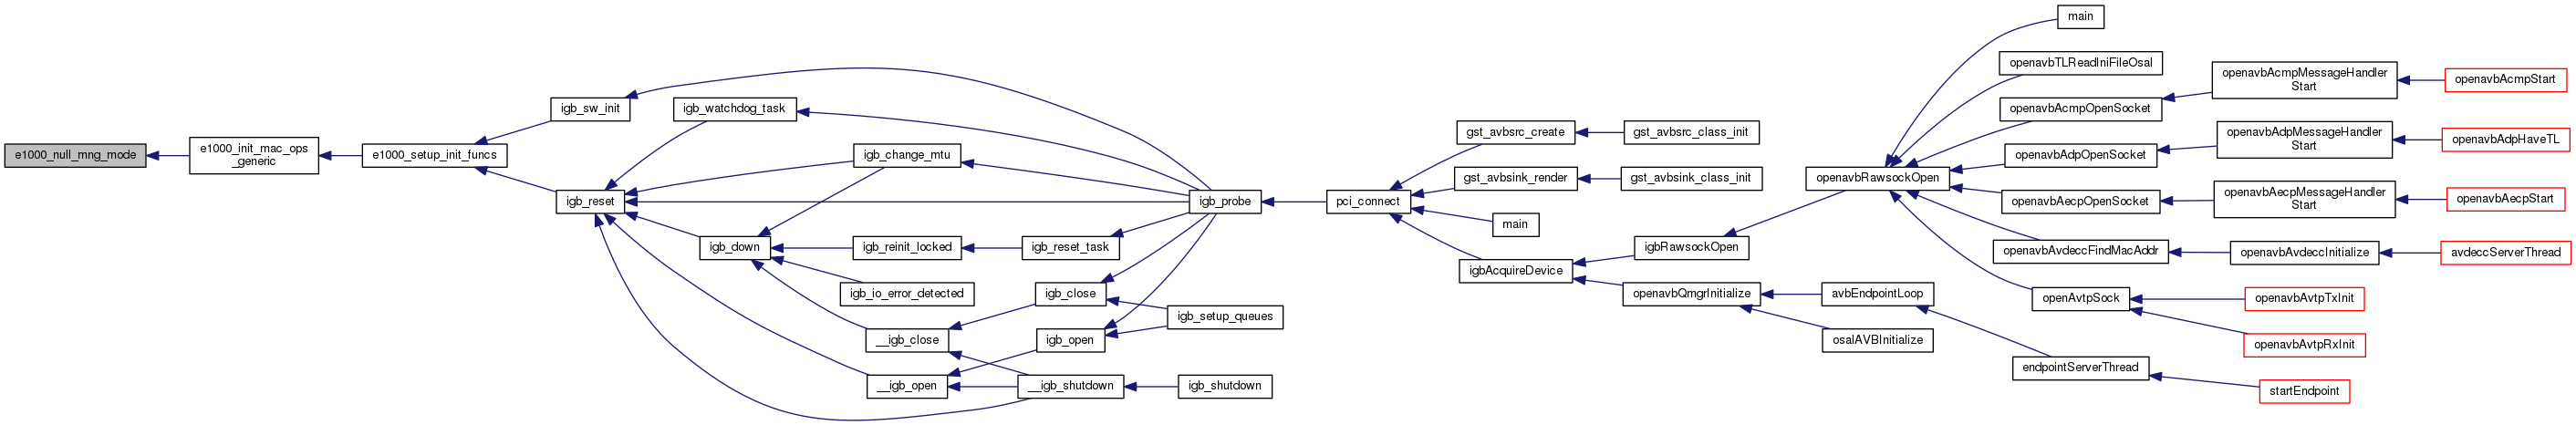 e1000_null_mng_mode
e1000_init_mac_ops
_generic
e1000_setup_init_funcs
igb_sw_init
igb_reset
igb_watchdog_task
igb_down
igb_change_mtu
igb_reinit_locked
igb_io_error_detected
__igb_close
__igb_open
igb_reset_task
igb_close
igb_open
__igb_shutdown
igb_probe
igb_setup_queues
igb_shutdown
pci_connect
gst_avbsrc_create
gst_avbsink_render
main
igbAcquireDevice
gst_avbsrc_class_init
gst_avbsink_class_init
igbRawsockOpen
openavbQmgrInitialize
openavbRawsockOpen
avbEndpointLoop
osalAVBInitialize
main
openavbTLReadIniFileOsal
openavbAcmpOpenSocket
openavbAdpOpenSocket
openavbAecpOpenSocket
openavbAvdeccFindMacAddr
openAvtpSock
endpointServerThread
openavbAcmpMessageHandler
Start
openavbAdpMessageHandler
Start
openavbAecpMessageHandler
Start
openavbAvdeccInitialize
openavbAvtpTxInit
openavbAvtpRxInit
startEndpoint
openavbAcmpStart
openavbAdpHaveTL
openavbAecpStart
avdeccServerThread